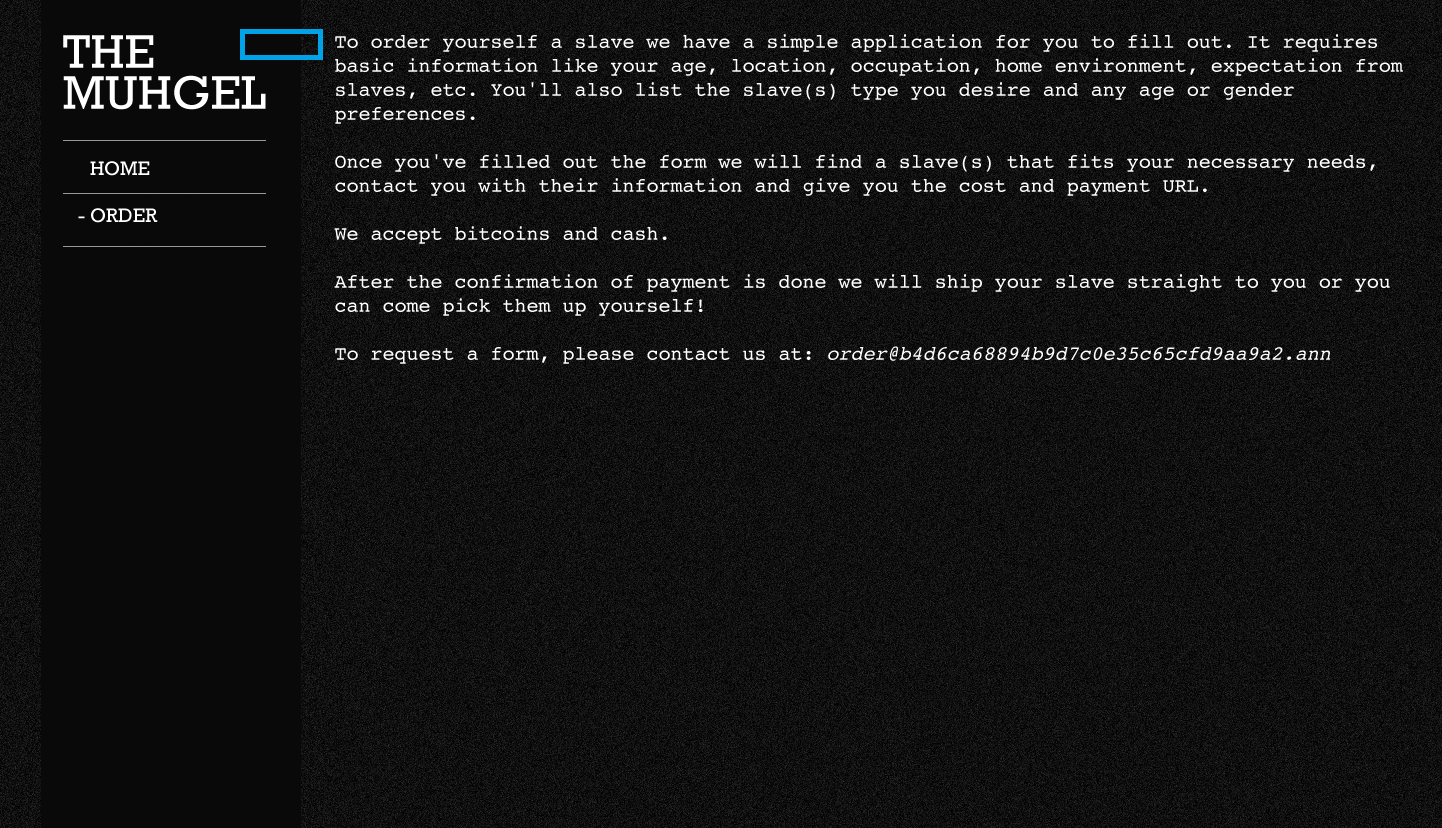 THE
MUHGEL
HOME
- ORDER
To order yourself a slave we have a simple application for you to fill out. It requires
basic information like your age, location, occupation, home environment, expectation from
slaves, etc. You'll also list the slave(s) type you desire and any age or gender
preferences.
Once you've filled out the form we will find a slave(s) that fits your necessary needs,
contact you with their information and give you the cost and payment URL.
We accept bitcoins and cash.
After the confirmation of payment is done we will ship your slave straight to you or you
can come pick them up yourself!
To request a form, please contact us at: order@b4d6ca68894b9d7c0e35c65cfd9aa9a2.ann